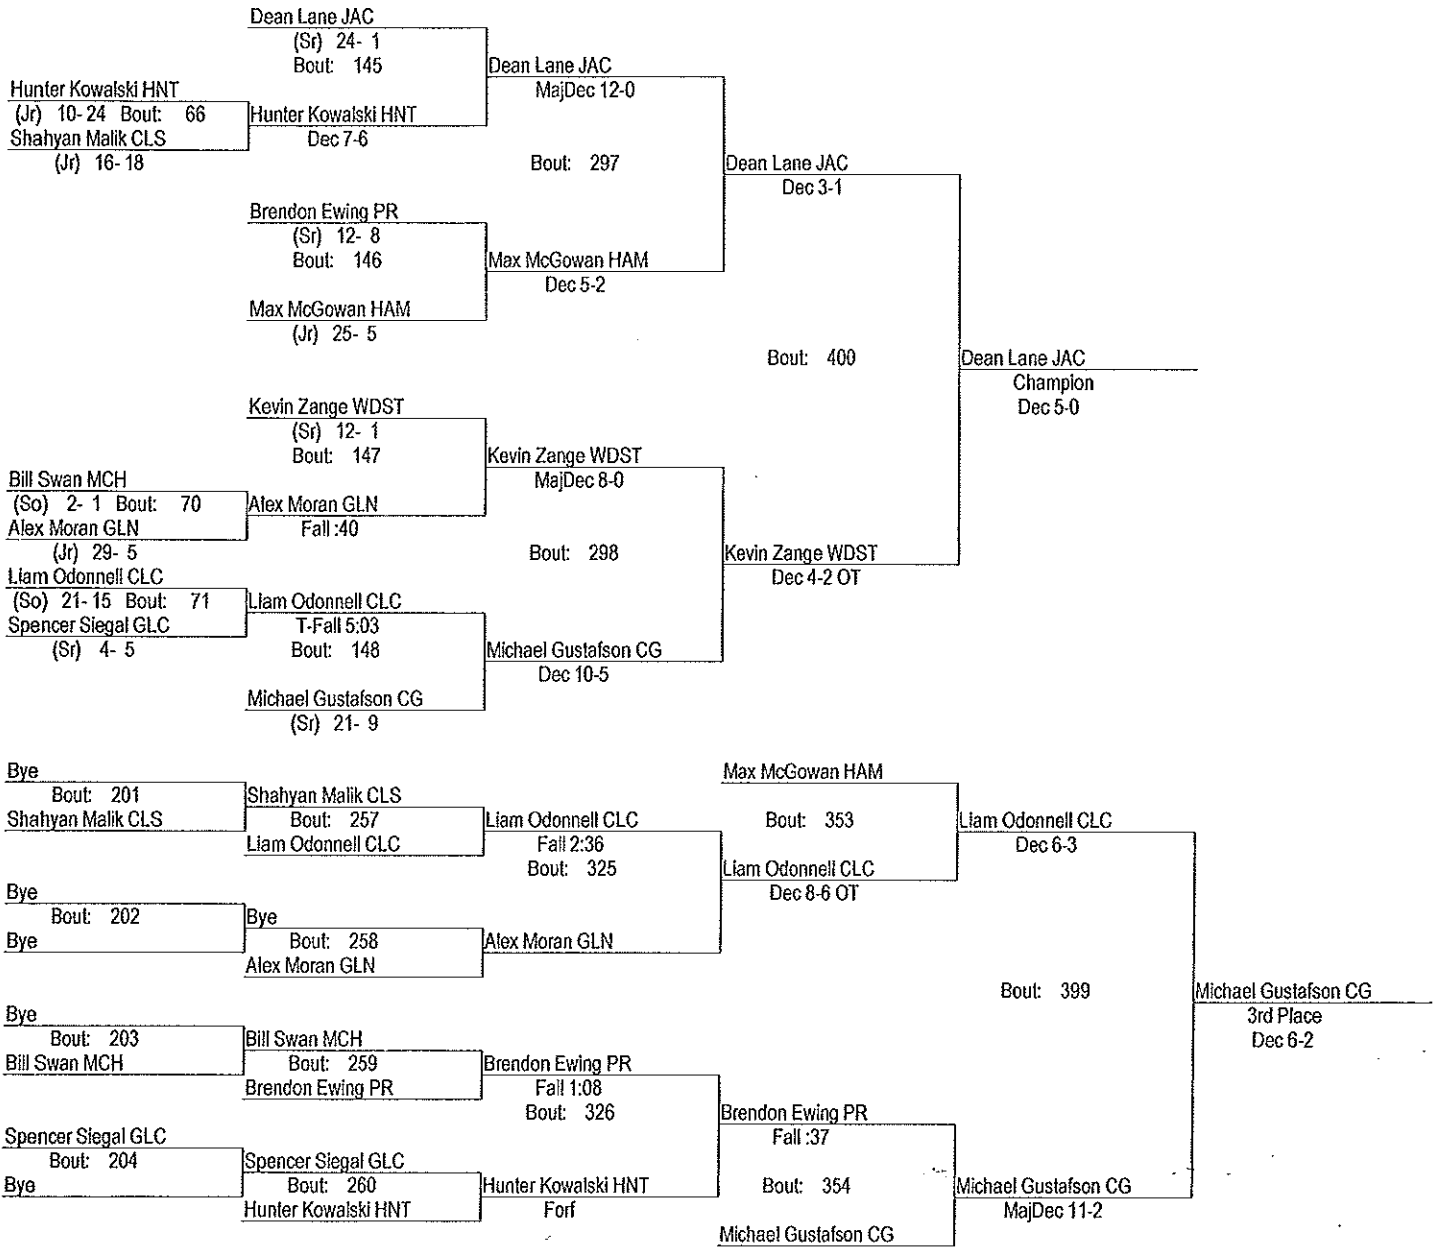 Dean Lane JAC
(Sr) 24- 1
Bout: 145
Dean Lane JAC
MajDec 12-0
Hunter Kowalski HNT
(Jr) 10-24 Bout: 66
Hunter Kowalski HNT
Dec 7-6
Shahyan Malik CLS
(Jr) 16- 18
Bout: 297
Dean Lane JAC
Dec 3-1
Brendon Ewing PR
(Sr) 12- 8
Bout: 146
Max McGowan HAM
Dec 5-2
Max McGowan HAM
(Jr) 25- 5
Bout: 400
Dean Lane JAC
Champion
Dec 5-0
Kevin Zange WDST
(Sr) 12- 1
Bout: 147
Kevin Zange WDST
MajDec 8-0
Bill Swan MCH
(So) 2- 1 Bout: 70
Alex Moran GLN
Fall :40
Alex Moran GLN
(Jr) 29- 5
Bout: 298
Kevin Zange WDST
Dec 4-2 OT
Liam Odonnell CLC
(So) 21- 15 Bout: 71
Liam Odonnell CLC
T-Fall 5:03
Bout: 148
Spencer Siegal GLC
(Sr) 4- 5
Michael Gustafson CG
Dec 10-5
Michael Gustafson CG
(Sr) 21- 9
Bye
Bout: 201
Shahyan Malik CLS
Shahyan Malik CLS
Bout: 257
Liam Odonnell CLC
Liam Odonnell CLC
Fall 2:36
Bout: 325
Max McGowan HAM
Bout: 353
Liam Odonnell CLC
Dec 8-6 OT
Liam Odonnell CLC
Dec 6-3
Bye
Bout: 202
Bye
Bye
Bout: 258
Alex Moran GLN
Alex Moran GLN
Bout: 399
Michael Gustafson CG
3rd Place
Dec 6-2
Bye
Bout: 203
Bill Swan MCH
Bill Swan MCH
Bout: 259
Brendon Ewing PR
Brendon Ewing PR
Fall 1:08
Bout: 326
Brendon Ewing PR
Fall :37
Spencer Siegal GLC
Bout: 204
Bye
Spencer Siegal GLC
Bout: 260
Hunter Kowalski HNT
Hunter Kowalski HNT
Forf
Bout: 354
Michael Gustafson CG
Michael Gustafson CG
MajDec 11-2